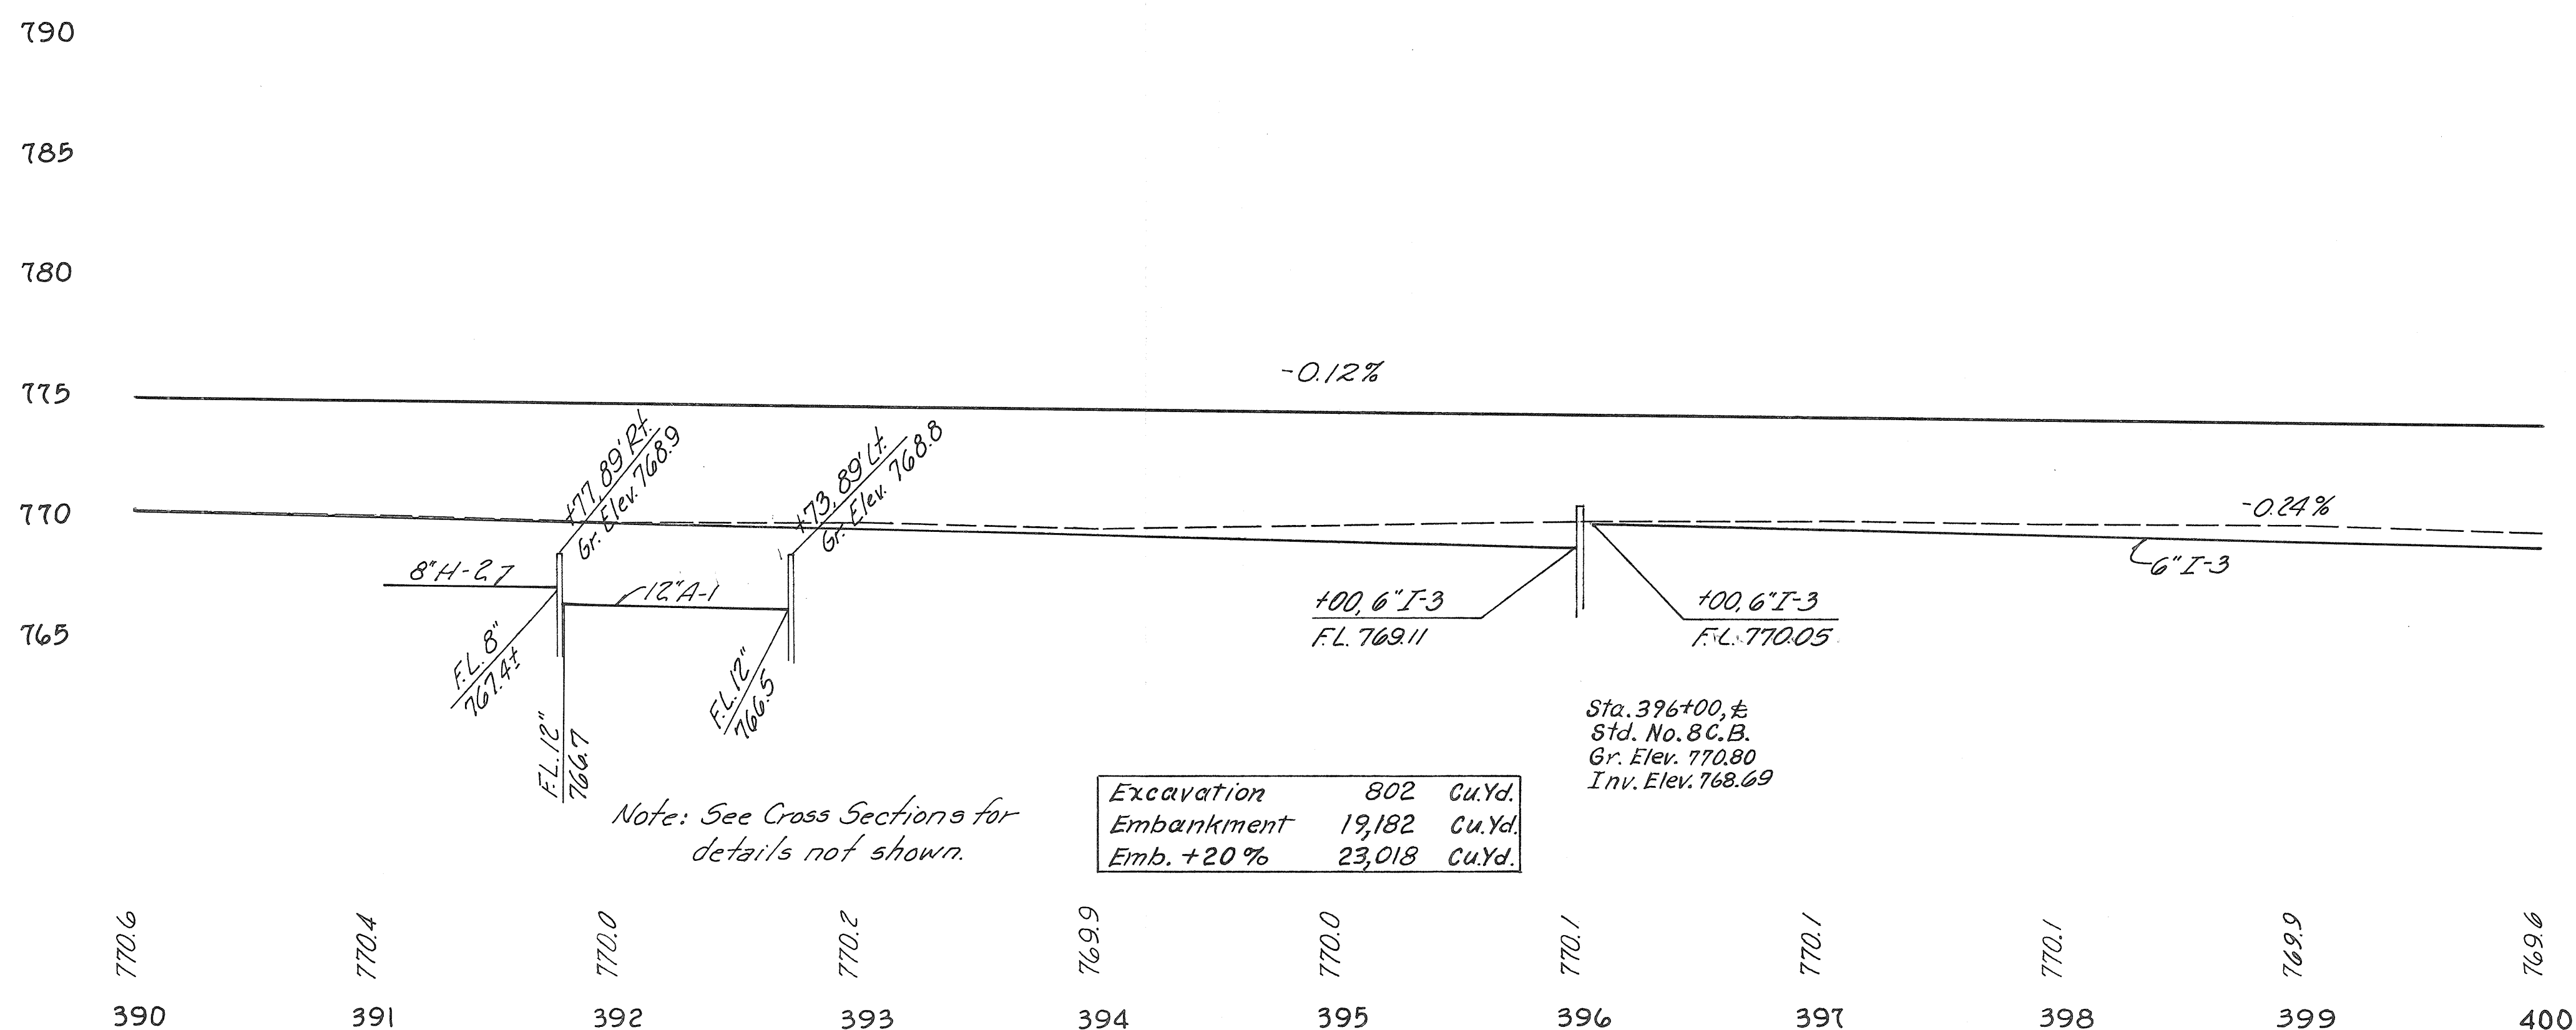 790
785
780
775
770
765
-0.12%
-0.24%
+77, 89' Rt.
Gr. Elev. 768.9
+73, 89' Lt.
Gr. Elev. 768.8
8" H-2,7
12" A-1
6" I-3
F.L. 8"
767.4±
F.L. 12"
766.7
F.L. 12"
766.5
+00, 6" I-3
F.L. 769.11
+00, 6" I-3
F.L. 770.05
Sta. 396+00, ℄
Std. No. 8 C.B.
Gr. Elev. 770.80
Inv. Elev. 768.69
Note: See Cross Sections for
details not shown.
Excavation 802 Cu.Yd.
Embankment 19,182 Cu.Yd.
Emb. +20% 23,018 Cu.Yd.
770.6 770.4 770.0 770.2 769.9 770.0 770.1 770.1 770.1 769.9 769.6
390 391 392 393 394 395 396 397 398 399 400